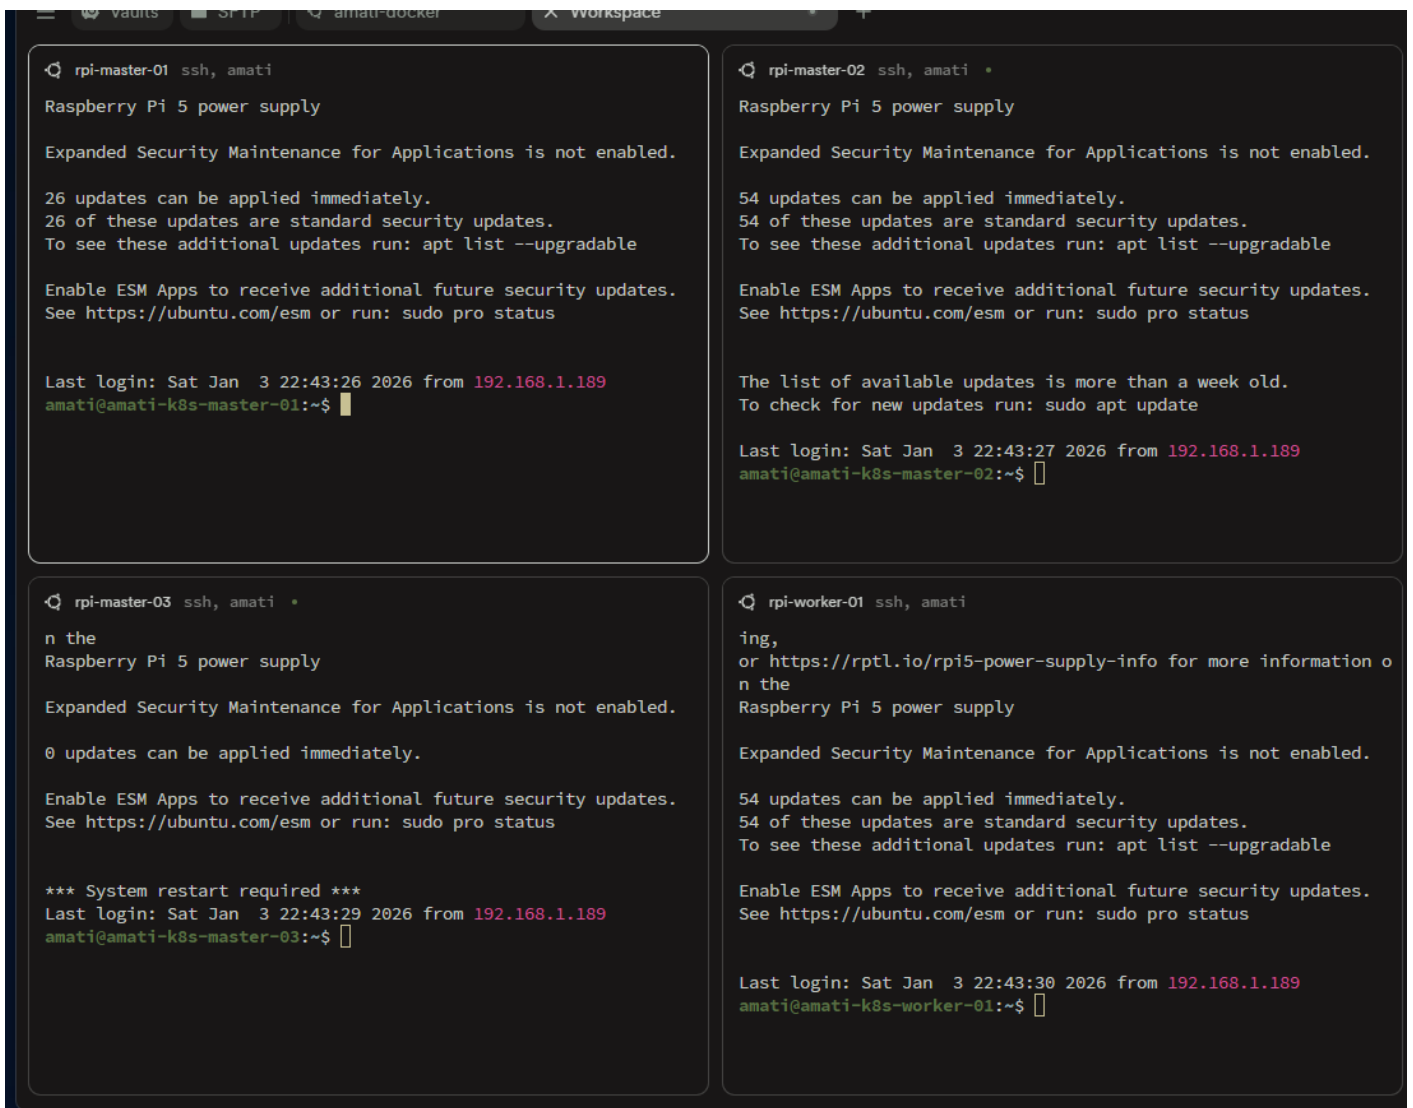 Vaults SFTP amati-docker Workspace
rpi-master-01 ssh, amati
Raspberry Pi 5 power supply
Expanded Security Maintenance for Applications is not enabled.
26 updates can be applied immediately.
26 of these updates are standard security updates.
To see these additional updates run: apt list --upgradable
Enable ESM Apps to receive additional future security updates.
See https://ubuntu.com/esm or run: sudo pro status
Last login: Sat Jan  3 22:43:26 2026 from 192.168.1.189
amati@amati-k8s-master-01:~$
rpi-master-02 ssh, amati
Raspberry Pi 5 power supply
Expanded Security Maintenance for Applications is not enabled.
54 updates can be applied immediately.
54 of these updates are standard security updates.
To see these additional updates run: apt list --upgradable
Enable ESM Apps to receive additional future security updates.
See https://ubuntu.com/esm or run: sudo pro status
The list of available updates is more than a week old.
To check for new updates run: sudo apt update
Last login: Sat Jan  3 22:43:27 2026 from 192.168.1.189
amati@amati-k8s-master-02:~$
rpi-master-03 ssh, amati
n the
Raspberry Pi 5 power supply
Expanded Security Maintenance for Applications is not enabled.
0 updates can be applied immediately.
Enable ESM Apps to receive additional future security updates.
See https://ubuntu.com/esm or run: sudo pro status
*** System restart required ***
Last login: Sat Jan  3 22:43:29 2026 from 192.168.1.189
amati@amati-k8s-master-03:~$
rpi-worker-01 ssh, amati
ing,
or https://rptl.io/rpi5-power-supply-info for more information o
n the
Raspberry Pi 5 power supply
Expanded Security Maintenance for Applications is not enabled.
54 updates can be applied immediately.
54 of these updates are standard security updates.
To see these additional updates run: apt list --upgradable
Enable ESM Apps to receive additional future security updates.
See https://ubuntu.com/esm or run: sudo pro status
Last login: Sat Jan  3 22:43:30 2026 from 192.168.1.189
amati@amati-k8s-worker-01:~$